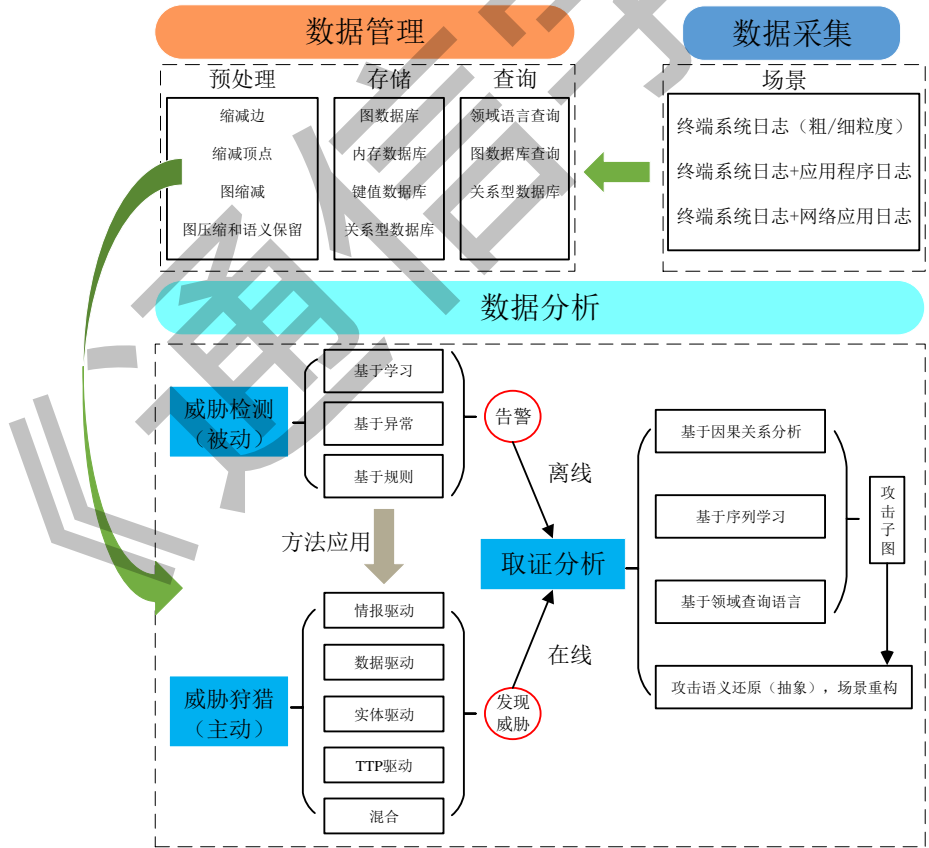 数据管理
数据采集
预处理
存储
查询
场景
缩减边
缩减顶点
图缩减
图压缩和语义保留
图数据库
内存数据库
键值数据库
关系型数据库
领域语言查询
图数据库查询
关系型数据库
终端系统日志（粗/细粒度）
终端系统日志+应用程序日志
终端系统日志+网络应用日志
数据分析
威胁检测
（被动）
基于学习
基于异常
基于规则
告警
离线
方法应用
取证分析
在线
威胁狩猎
（主动）
情报驱动
数据驱动
实体驱动
TTP驱动
混合
发现
威胁
基于因果关系分析
基于序列学习
基于领域查询语言
攻
击
子
图
攻击语义还原（抽象），场景重构
《通信学